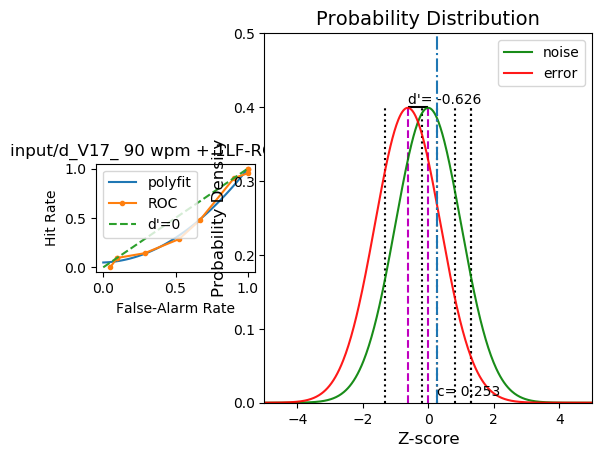 Probability Distribution
input/d_V17_ 90 wpm +
polyfit
ROC
d'=0
Hit Rate
1.0
0.5
0.0
0.0
0.5
1.0
False-Alarm Rate
noise
error
d'= -0.626
c= 0.253
Probability Density
0.5
0.4
0.3
0.2
0.1
0.0
−4
−2
0
2
4
Z-score